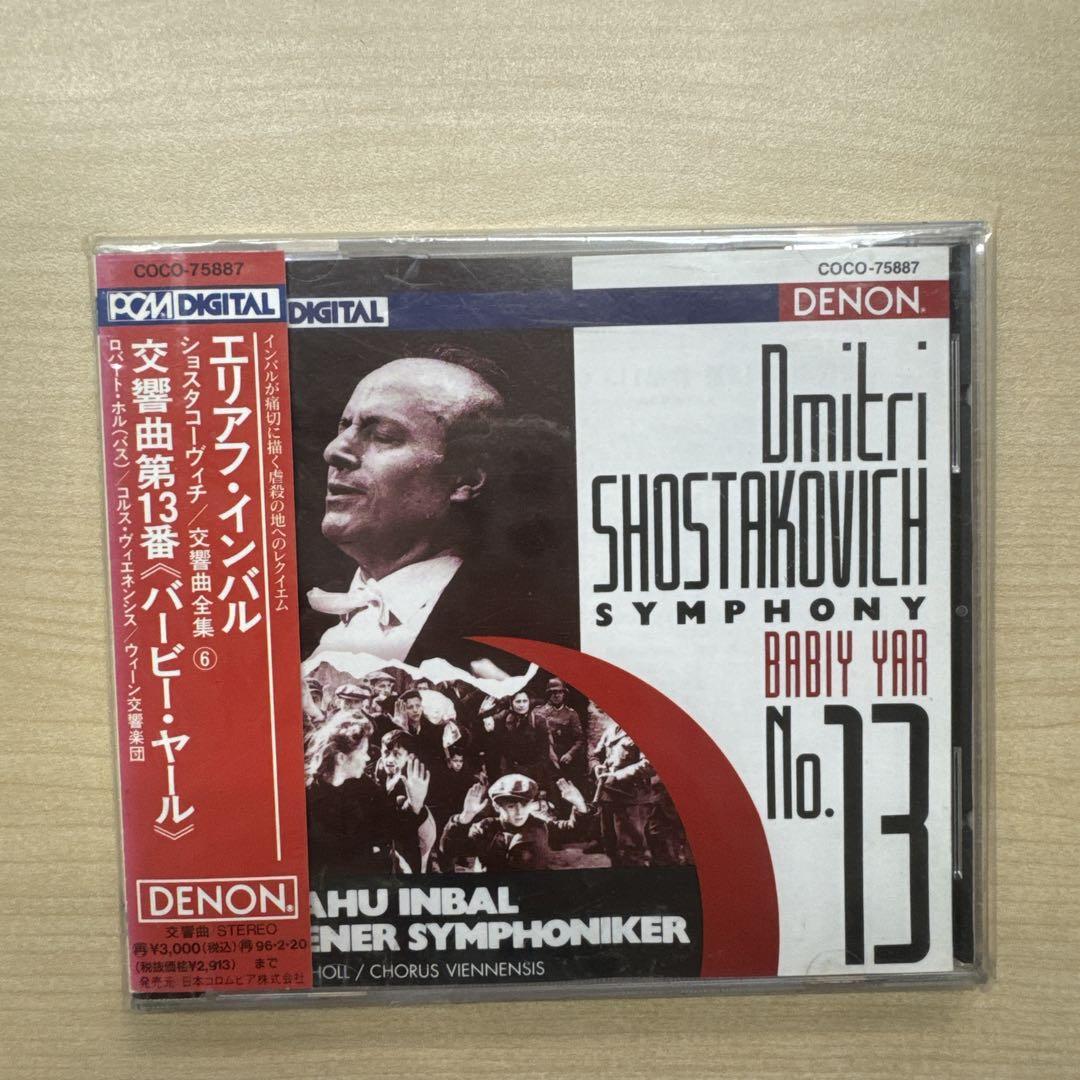 COCO-75887
PCM DIGITAL
インバルが痛切に描く虐殺の地へのレクイエム
エリアフ・インバル
ショスタコーヴィチ/交響曲全集⑥
交響曲第13番《バービー・ヤール》
ロバート・ホル(バス)/コルス・ヴィエネンシス/ウィーン交響楽団
DENON
交響曲/STEREO
再¥3,000(税込)再96・2・20
(税抜価格¥2,913) まで
発売元 日本コロムビア株式会社
COCO-75887
DIGITAL
DENON
Dmitri
SHOSTAKOVICH
SYMPHONY
BABIY YAR
No. 13
AHU INBAL
ENER SYMPHONIKER
HOLL / CHORUS VIENNENSIS